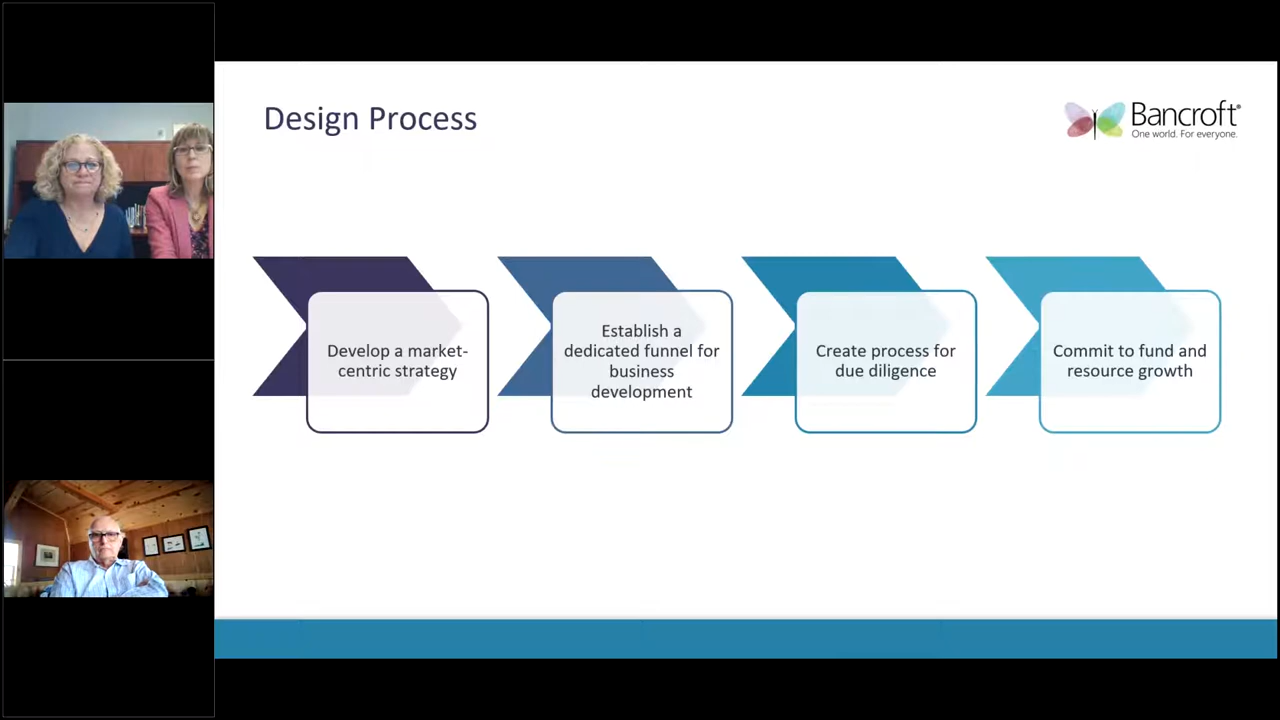 Design Process
Bancroft®
One world. For everyone.
Develop a market-
centric strategy
Establish a
dedicated funnel for
business
development
Create process for
due diligence
Commit to fund and
resource growth